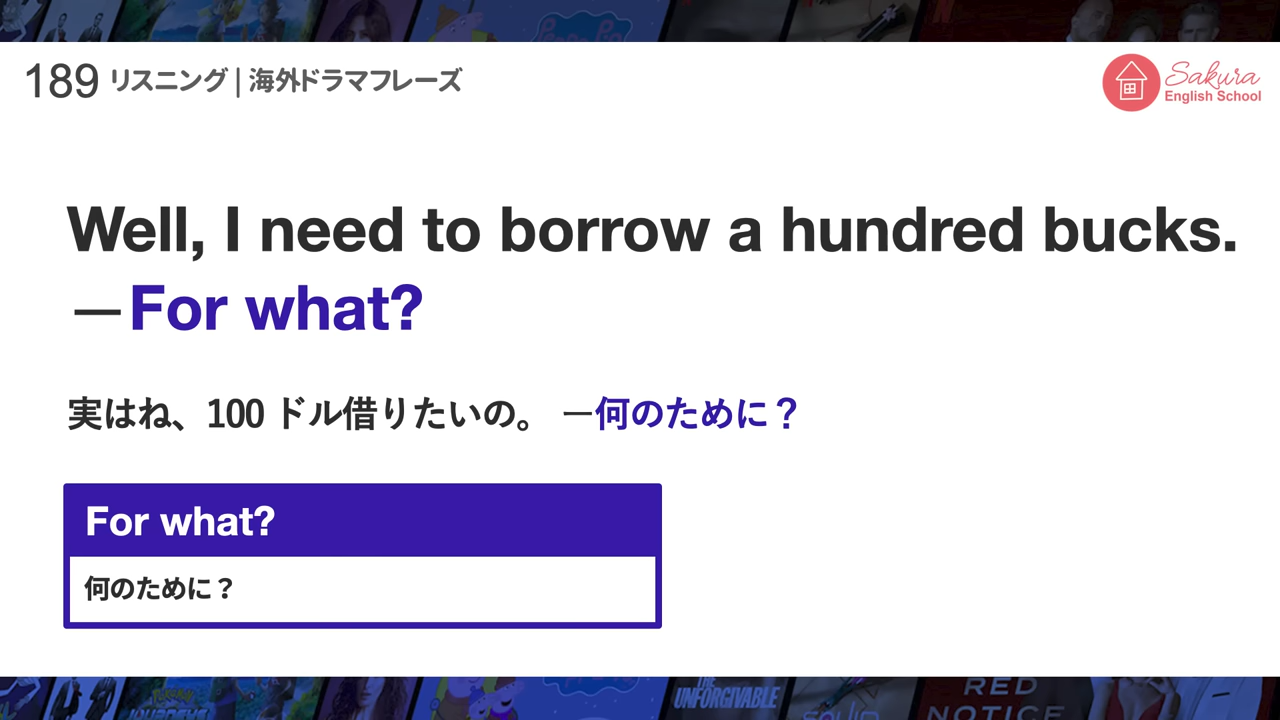 189 リスニング | 海外ドラマフレーズ
Sakura
English School
Well, I need to borrow a hundred bucks.
—For what?
実はね、100 ドル借りたいの。 —何のために？
For what?
何のために？
THE
UNFORGIVABLE
RED
NOTICE